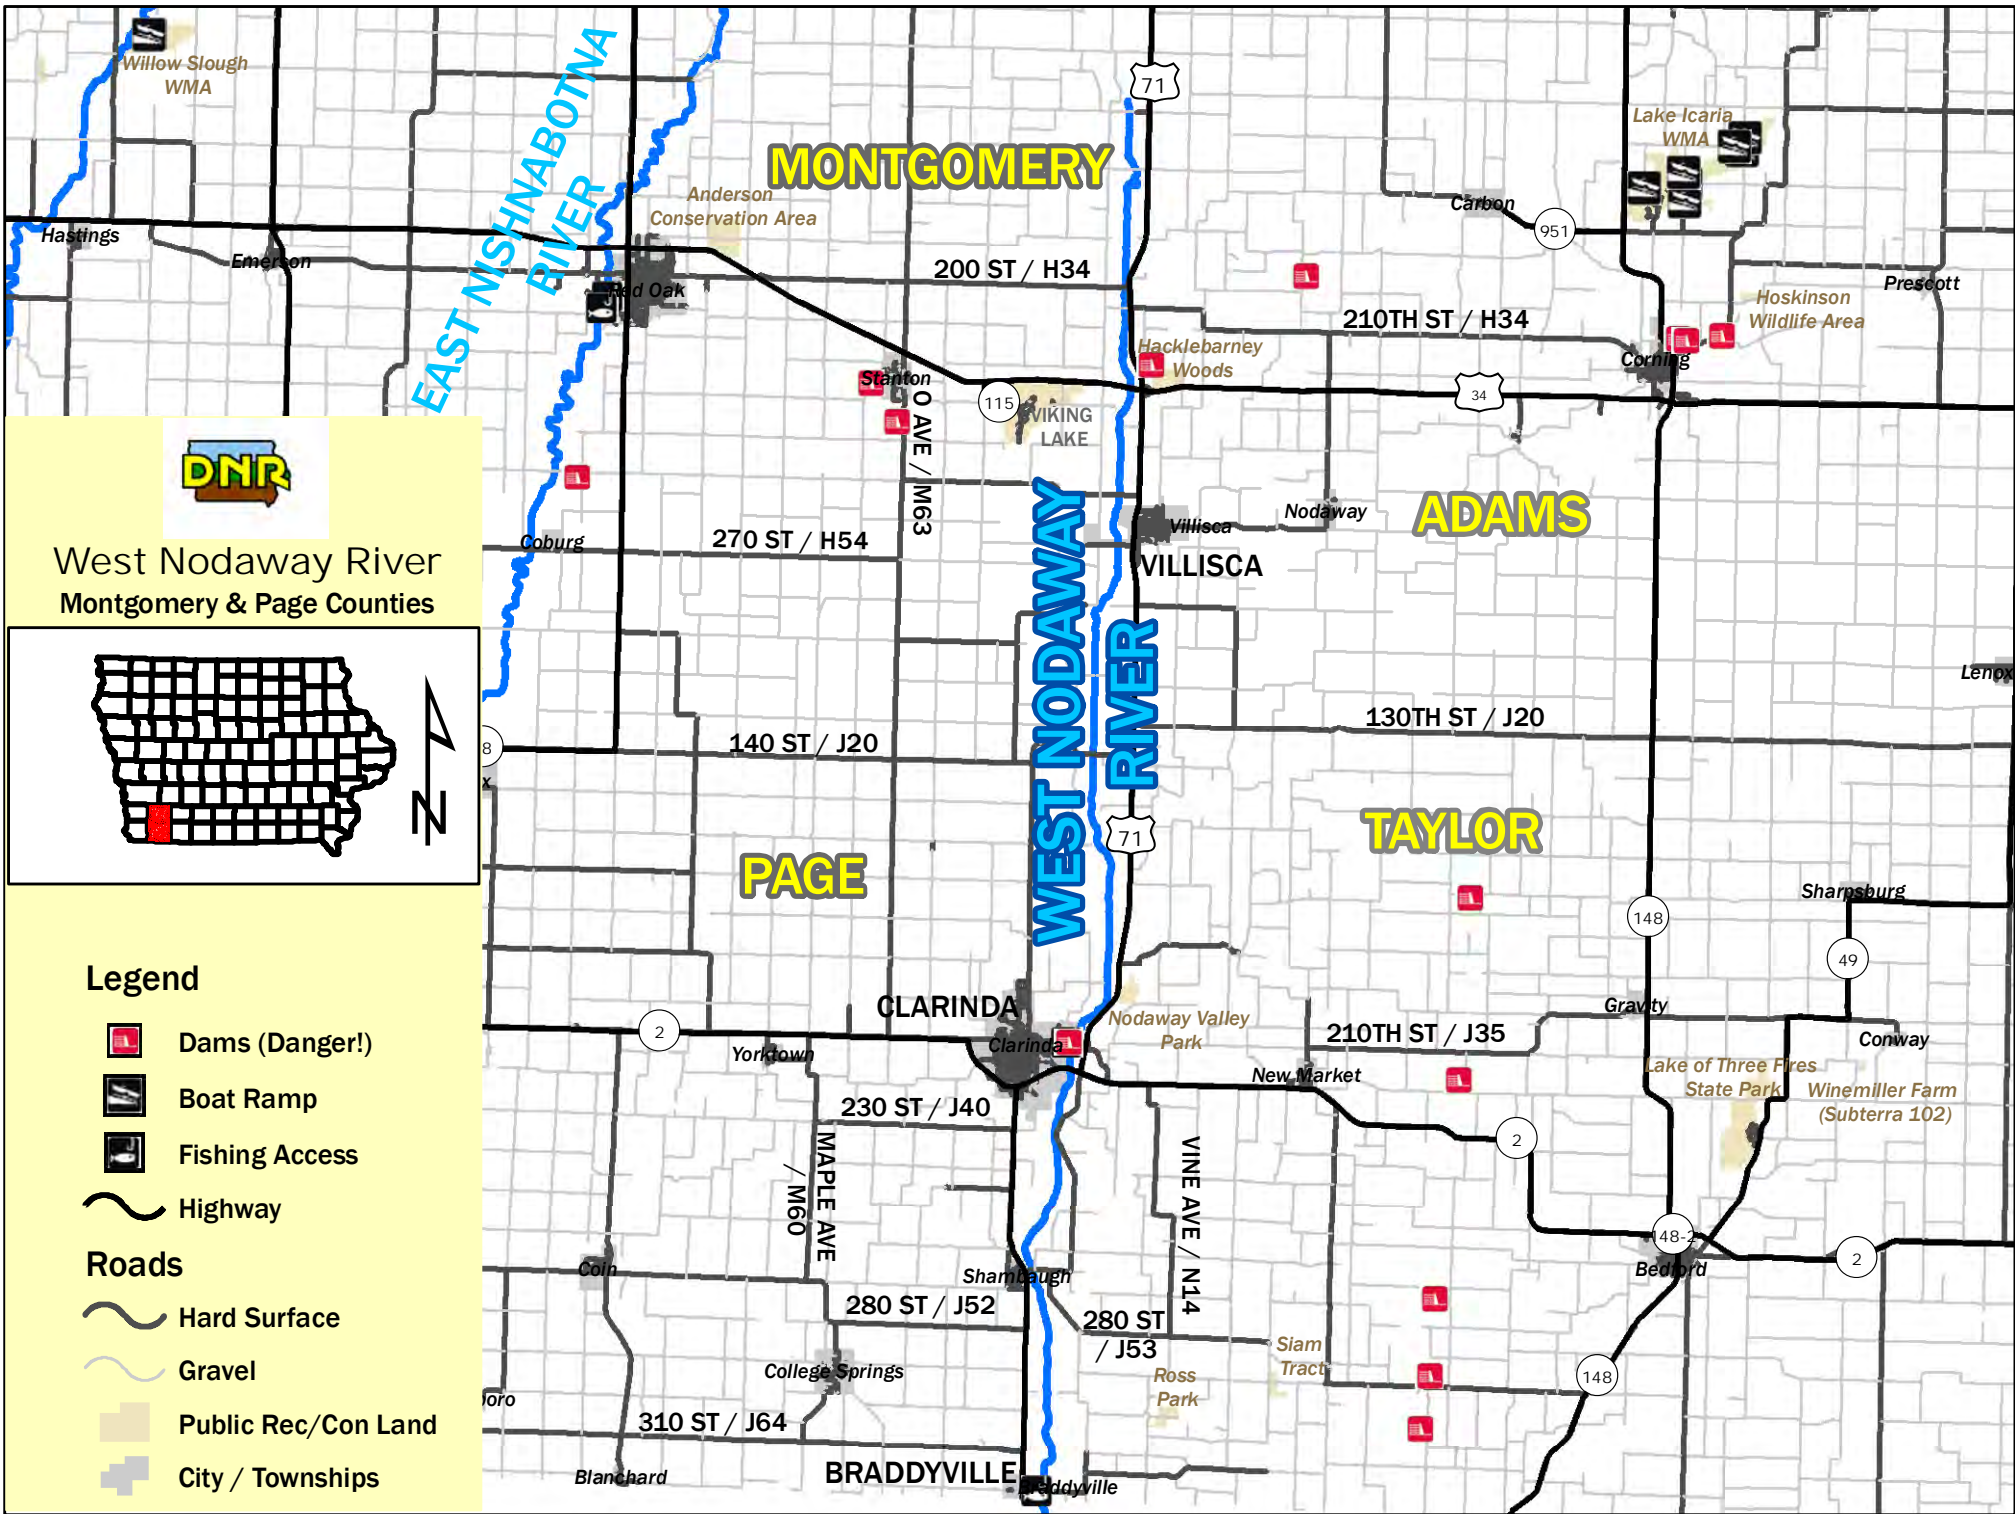 Willow Slough
WMA
EAST NISHNABOTNA
RIVER
71
MONTGOMERY
Lake Icaria
WMA
Anderson
Conservation Area
Carbon
951
Hastings
Emerson
Red Oak
200 ST / H34
Prescott
Hoskinson
Wildlife Area
210TH ST / H34
Hacklebarney
Woods
Corning
Stanton
115
VIKING
LAKE
34
O AVE / M63
DNR
West Nodaway River
Montgomery & Page Counties
N
Coburg
270 ST / H54
WEST NODAWAY
RIVER
Villisca
VILLISCA
Nodaway
ADAMS
Lenox
130TH ST / J20
140 ST / J20
8
x
71
PAGE
TAYLOR
Sharpsburg
148
49
Legend
Dams (Danger!)
Boat Ramp
Fishing Access
Highway
Roads
Hard Surface
Gravel
Public Rec/Con Land
City / Townships
CLARINDA
Clarinda
2
Yorktown
Nodaway Valley
Park
210TH ST / J35
Gravity
Conway
New Market
Lake of Three Fires
State Park
Winemiller Farm
(Subterra 102)
230 ST / J40
MAPLE AVE
/ M60
VINE AVE / N14
2
148-2
Bedford
2
Coin
Shambaugh
280 ST / J52
280 ST
/ J53
Siam
Tract
Ross
Park
148
College Springs
boro
310 ST / J64
Blanchard
BRADDYVILLE
Braddyville